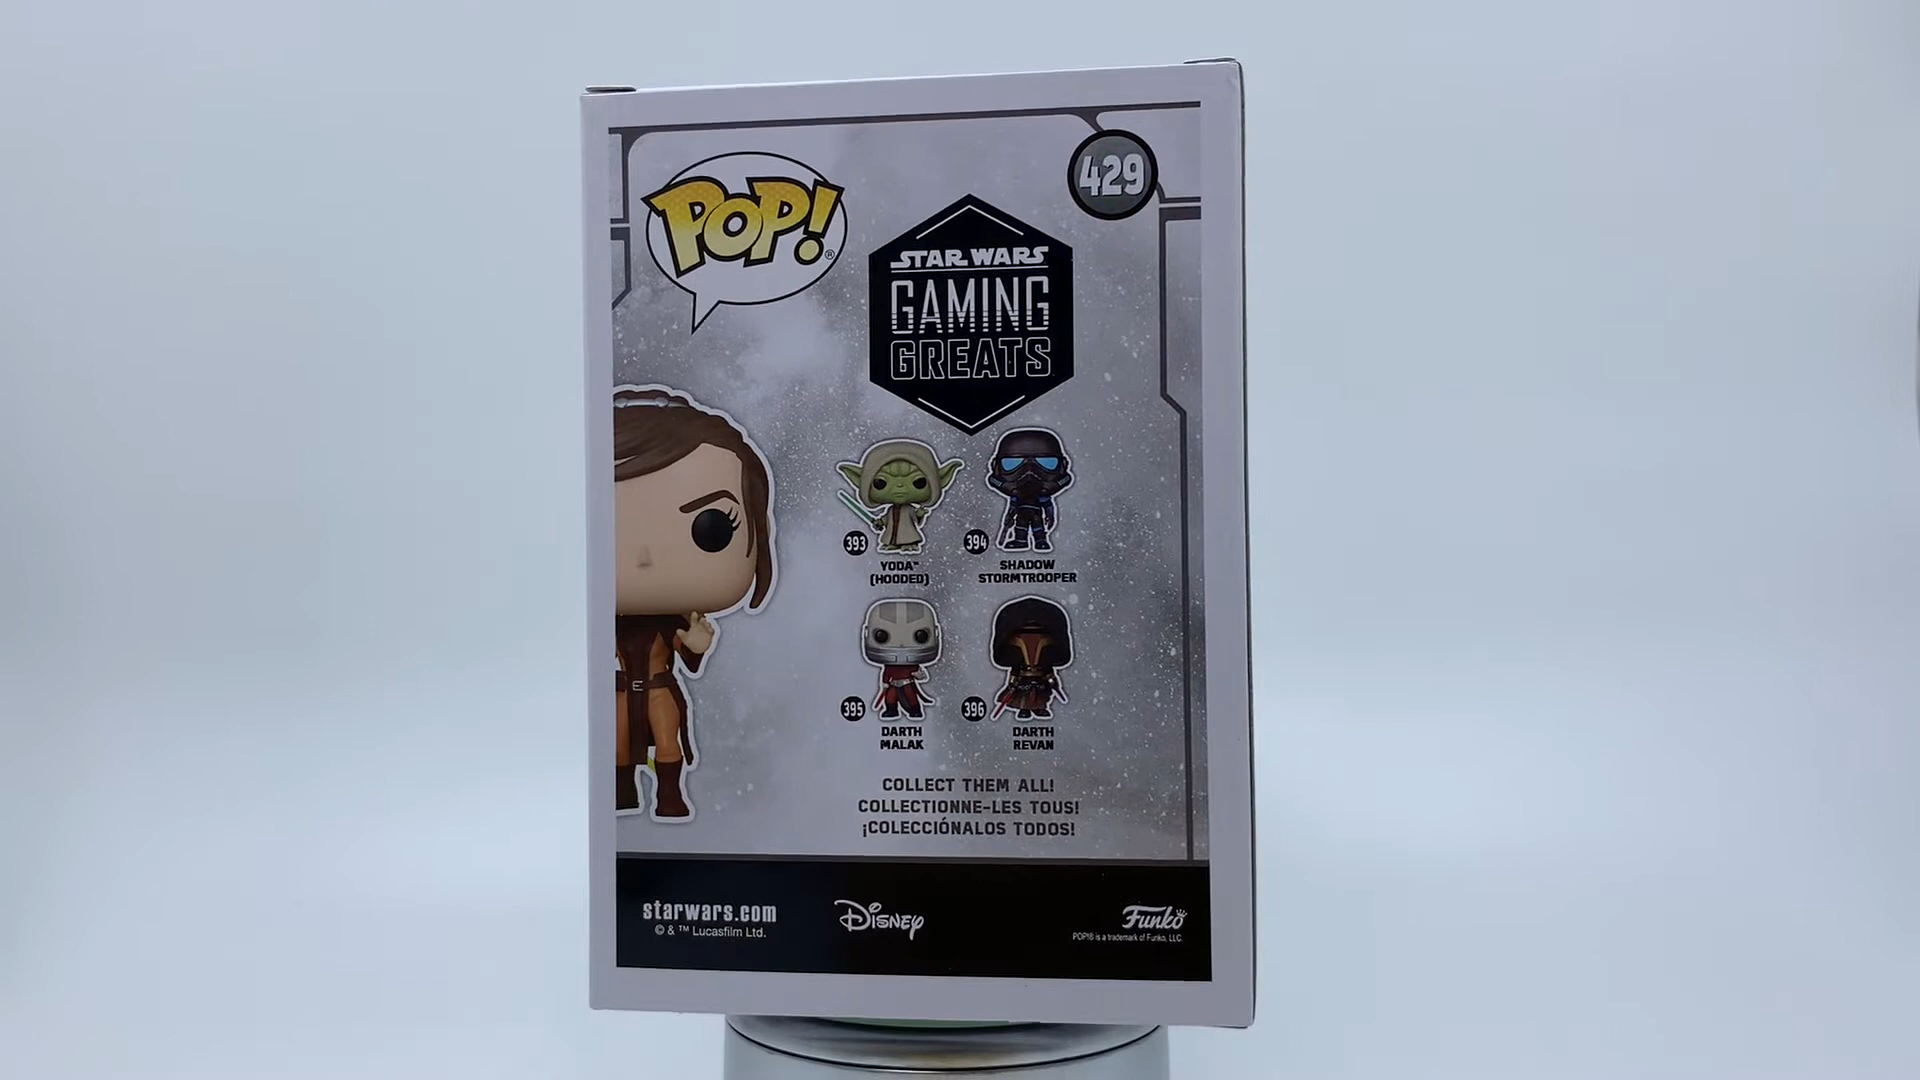 POP!®
429
STAR WARS
GAMING
GREATS
393
YODA™
(HOODED)
394
SHADOW
STORMTROOPER
395
DARTH
MALAK
396
DARTH
REVAN
COLLECT THEM ALL!
COLLECTIONNE-LES TOUS!
¡COLECCIÓNALOS TODOS!
starwars.com
© & ™ Lucasfilm Ltd.
Disney
Funko
POP!® is a trademark of Funko, LLC.